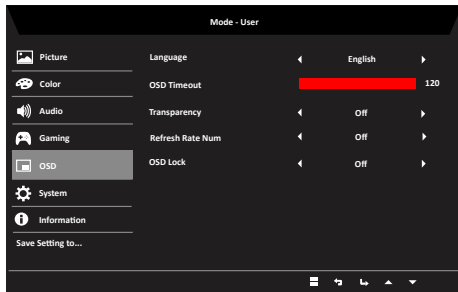 Mode - User
Picture
Language English
Color
OSD Timeout 120
Audio
Transparency Off
Gaming
Refresh Rate Num Off
OSD
OSD Lock Off
System
Information
Save Setting to...